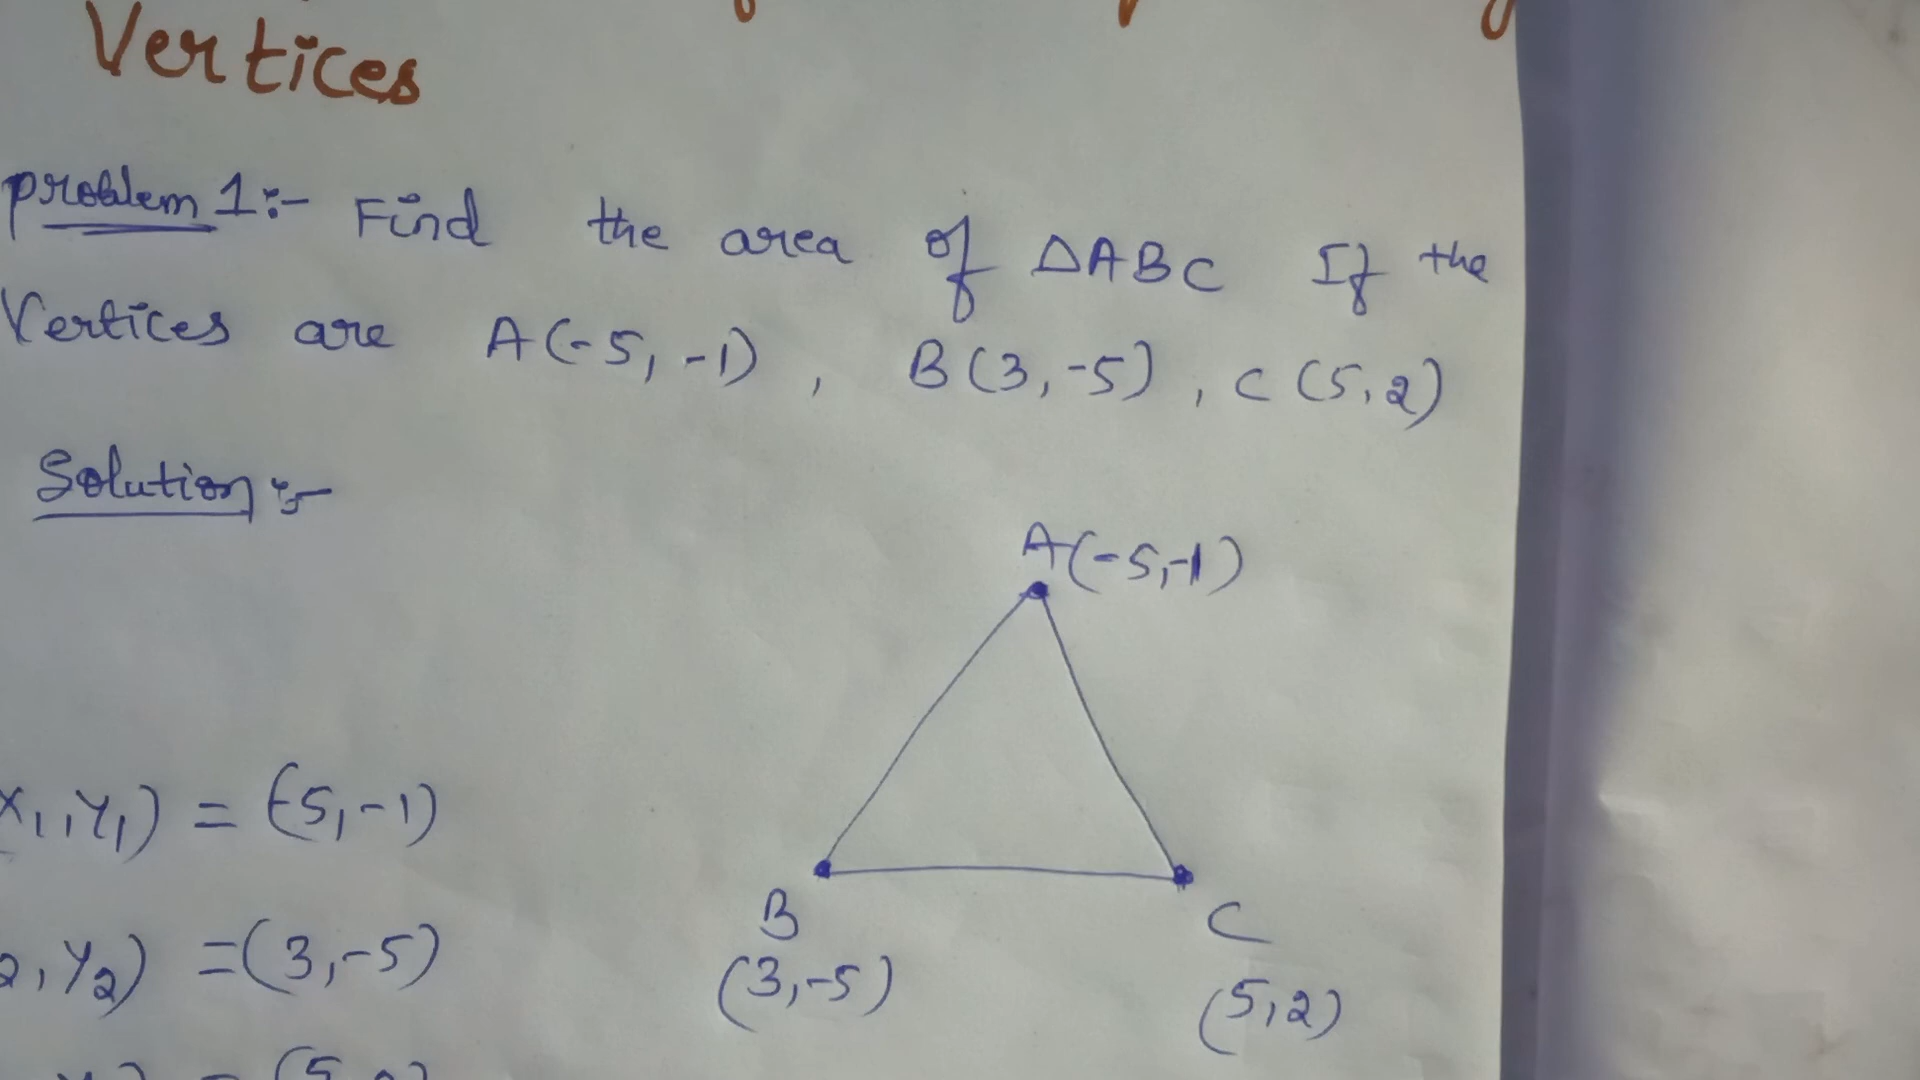 Vertices
Problem 1:- Find the area of ΔABC If the
Vertices are A(-5, -1), B(3, -5), C(5, 2)
Solution :-
A(-5,-1)
x1, y1) = (-5, -1)
2, y2) = (3, -5)
B
(3,-5)
C
(5,2)